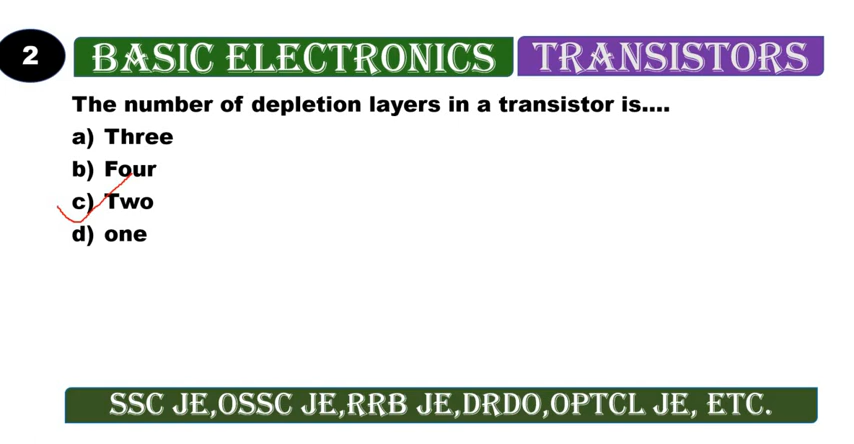 2
BASIC ELECTRONICS TRANSISTORS
The number of depletion layers in a transistor is....
a) Three
b) Four
c) Two
d) one
SSC JE,OSSC JE,RRB JE,DRDO,OPTCL JE, ETC.